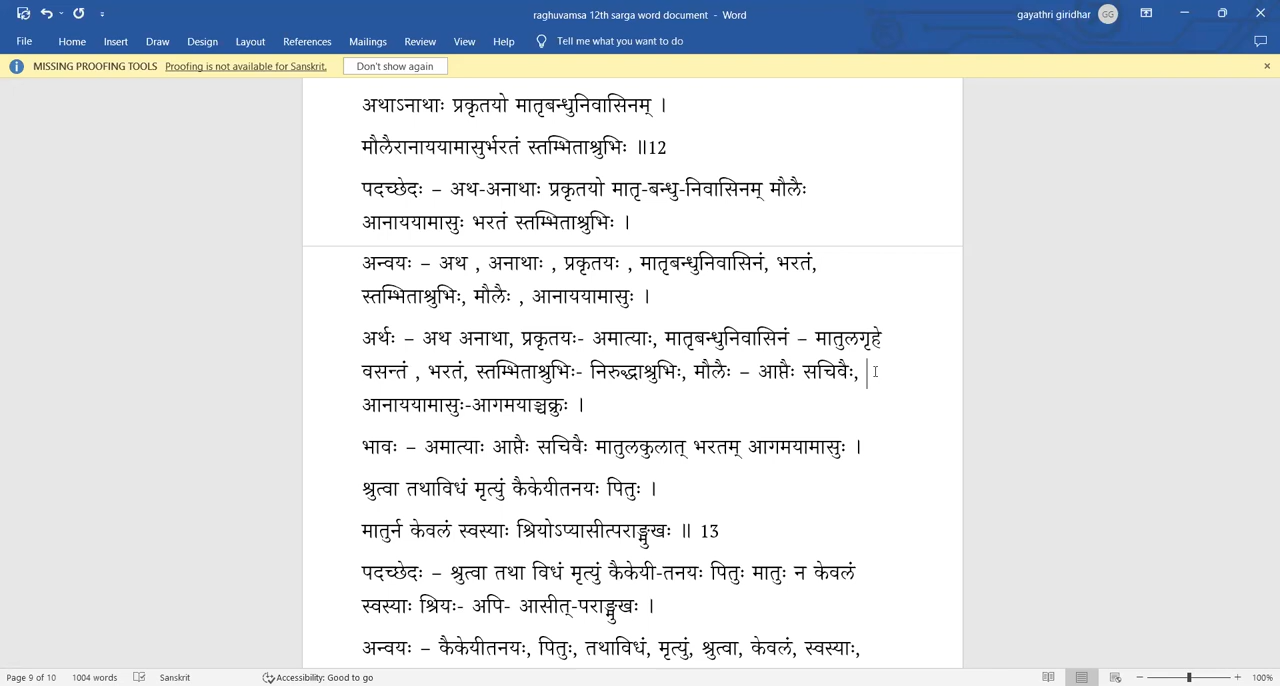 raghuvamsa 12th sarga word document - Word
gayathri giridhar GG
File Home Insert Draw Design Layout References Mailings Review View Help Tell me what you want to do
MISSING PROOFING TOOLS Proofing is not available for Sanskrit. Don't show again
अथाऽनाथाः प्रकृतयो मातृबन्धुनिवासिनम् ।
मौलैरानाययामासुर्भरतं स्तम्भिताश्रुभिः ॥12
पदच्छेदः – अथ-अनाथाः प्रकृतयो मातृ-बन्धु-निवासिनम् मौलैः
आनाययामासुः भरतं स्तम्भिताश्रुभिः ।
अन्वयः – अथ , अनाथाः , प्रकृतयः , मातृबन्धुनिवासिनं, भरतं,
स्तम्भिताश्रुभिः, मौलैः , आनाययामासुः ।
अर्थः – अथ अनाथा, प्रकृतयः- अमात्याः, मातृबन्धुनिवासिनं – मातुलगृहे
वसन्तं , भरतं, स्तम्भिताश्रुभिः- निरुद्धाश्रुभिः, मौलैः – आप्तैः सचिवैः,
आनाययामासुः-आगमयाञ्चक्रुः ।
भावः – अमात्याः आप्तैः सचिवैः मातुलकुलात् भरतम् आगमयामासुः ।
श्रुत्वा तथाविधं मृत्युं कैकेयीतनयः पितुः ।
मातुर्न केवलं स्वस्याः श्रियोऽप्यासीत्पराङ्मुखः ॥ 13
पदच्छेदः – श्रुत्वा तथा विधं मृत्युं कैकेयी-तनयः पितुः मातुः न केवलं
स्वस्याः श्रियः- अपि- आसीत्-पराङ्मुखः ।
अन्वयः – कैकेयीतनयः, पितुः, तथाविधं, मृत्युं, श्रुत्वा, केवलं, स्वस्याः,
Page 9 of 10 1004 words Sanskrit Accessibility: Good to go 100%